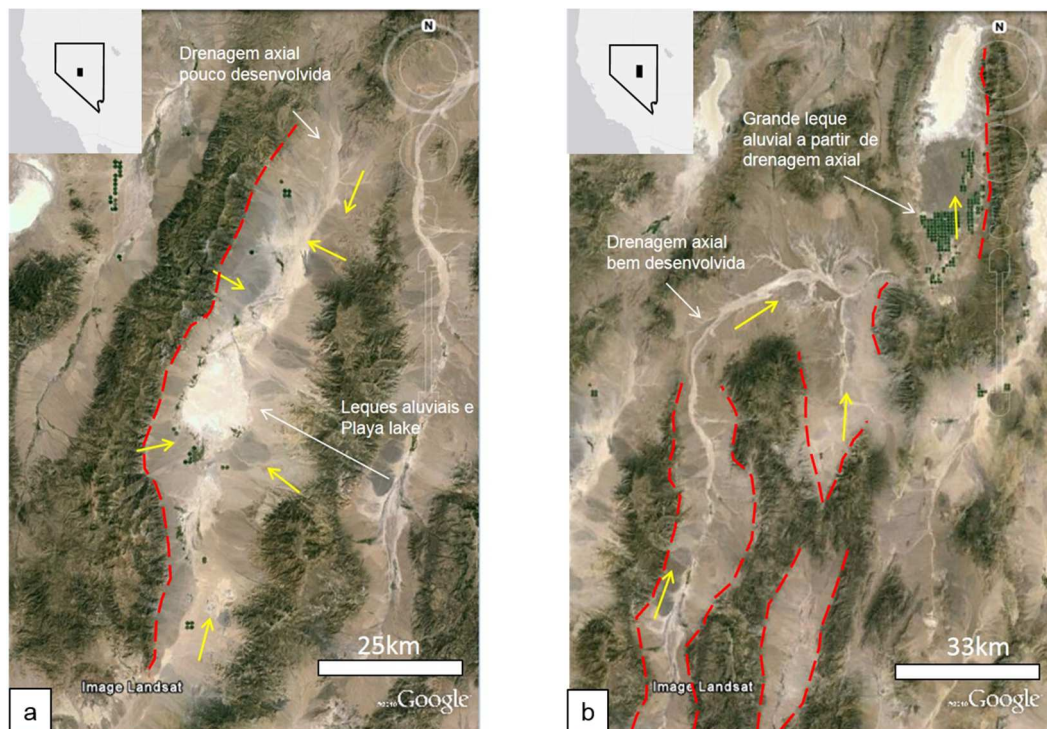 N
Drenagem axial
pouco desenvolvida
Leques aluviais e
Playa lake
25km
Image Landsat
Google
a
N
Grande leque
aluvial a partir de
drenagem axial
Drenagem axial
bem desenvolvida
33km
Image Landsat
Google
b